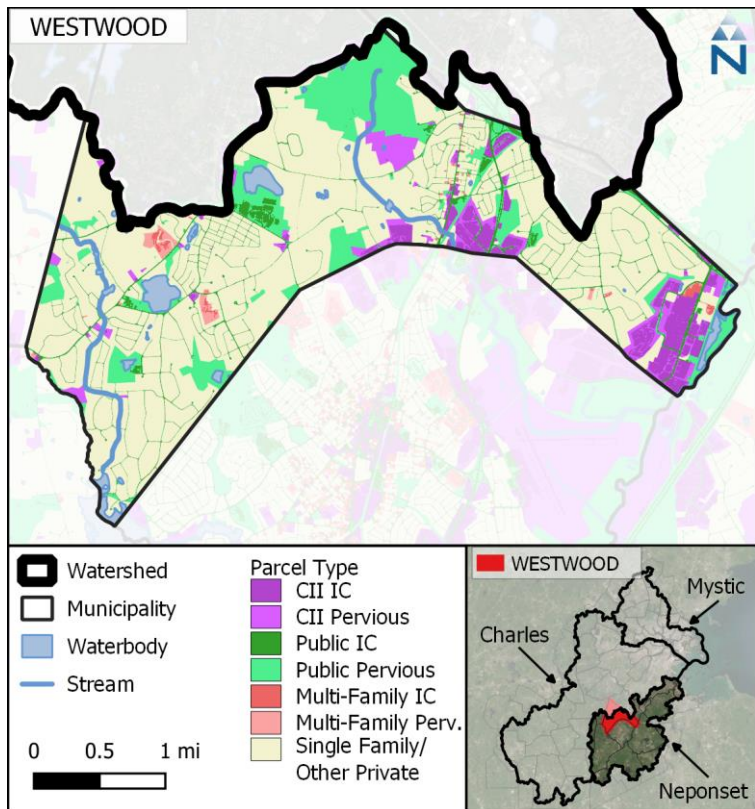 WESTWOOD
N
Watershed
Municipality
Waterbody
Stream
0 0.5 1 mi
Parcel Type
CII IC
CII Pervious
Public IC
Public Pervious
Multi-Family IC
Multi-Family Perv.
Single Family/
Other Private
WESTWOOD
Mystic
Charles
Neponset